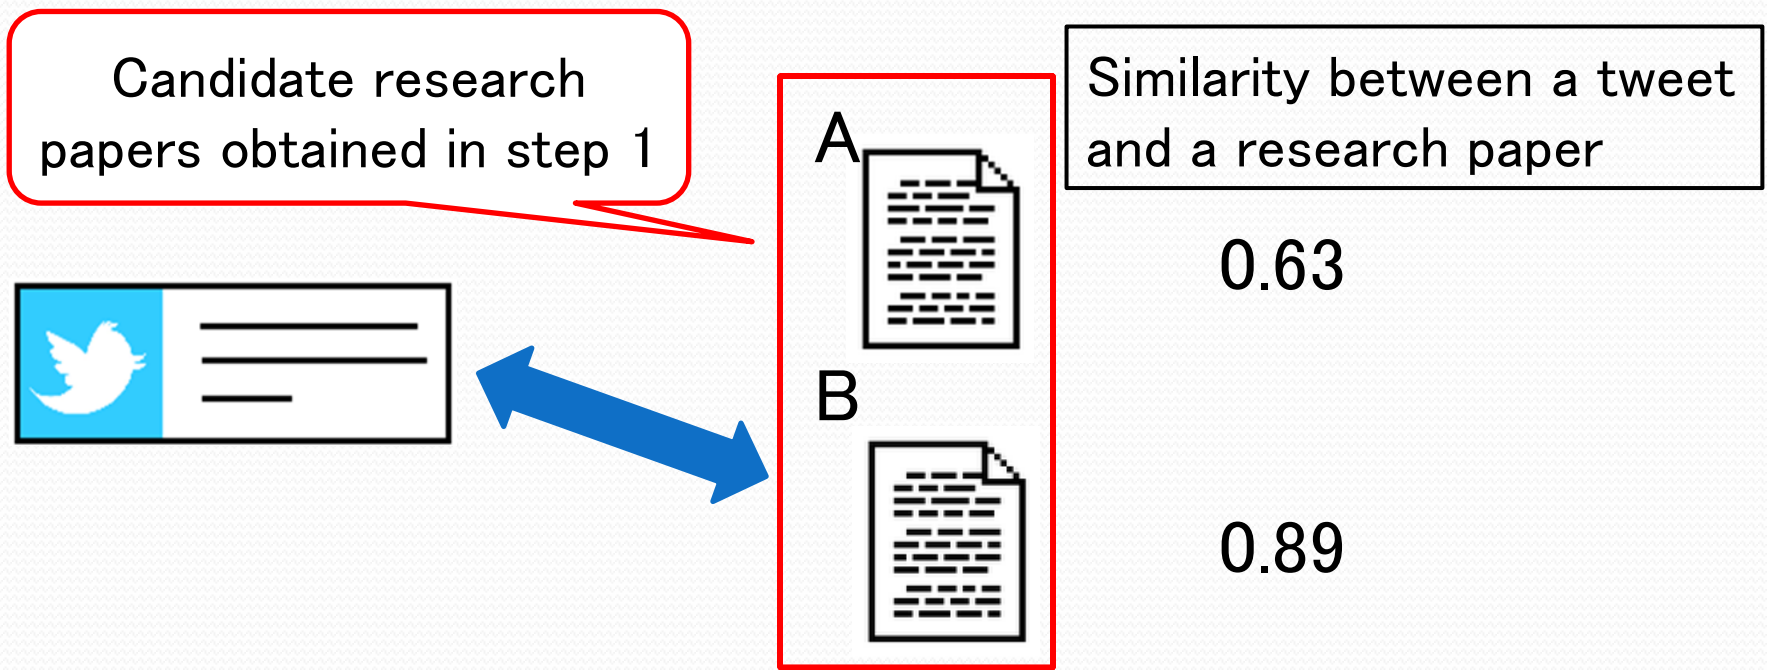 Candidate research
papers obtained in step 1
Similarity between a tweet
and a research paper
A
0.63
B
0.89